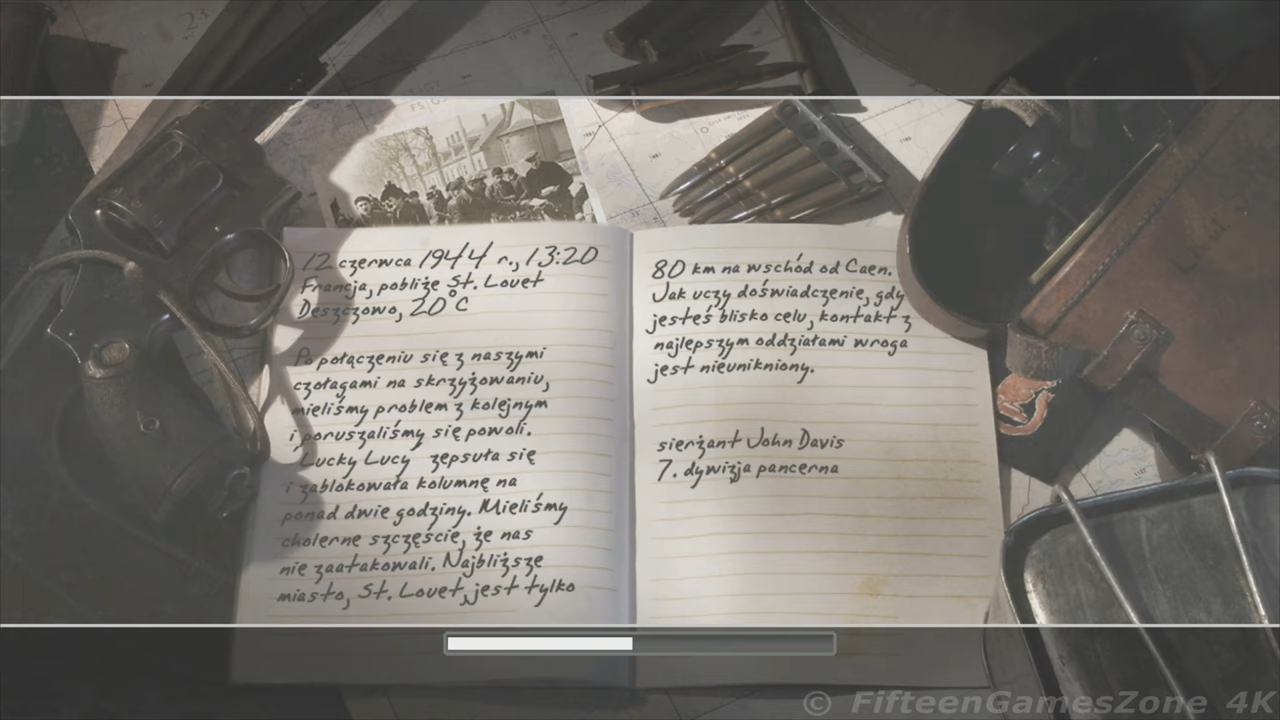 12 czerwca 1944 r., 13:20
Francja, pobliże St. Lovet
Deszczowo, 20°C
Po połączeniu się z naszymi
czołgami na skrzyżowaniu,
mieliśmy problem z kolejnym
i poruszaliśmy się powoli.
"Lucky Lucy" zepsuła się
i zablokowała kolumnę na
ponad dwie godziny. Mieliśmy
cholerne szczęście, że nas
nie zaatakowali. Najbliższe
miasto, St. Lovet, jest tylko
80 km na wschód od Caen.
Jak uczy doświadczenie, gdy
jesteś blisko celu, kontakt z
najlepszym oddziałami wroga
jest nieunikniony.
sierżant John Davis
7. dywizja pancerna
© FifteenGamesZone 4K